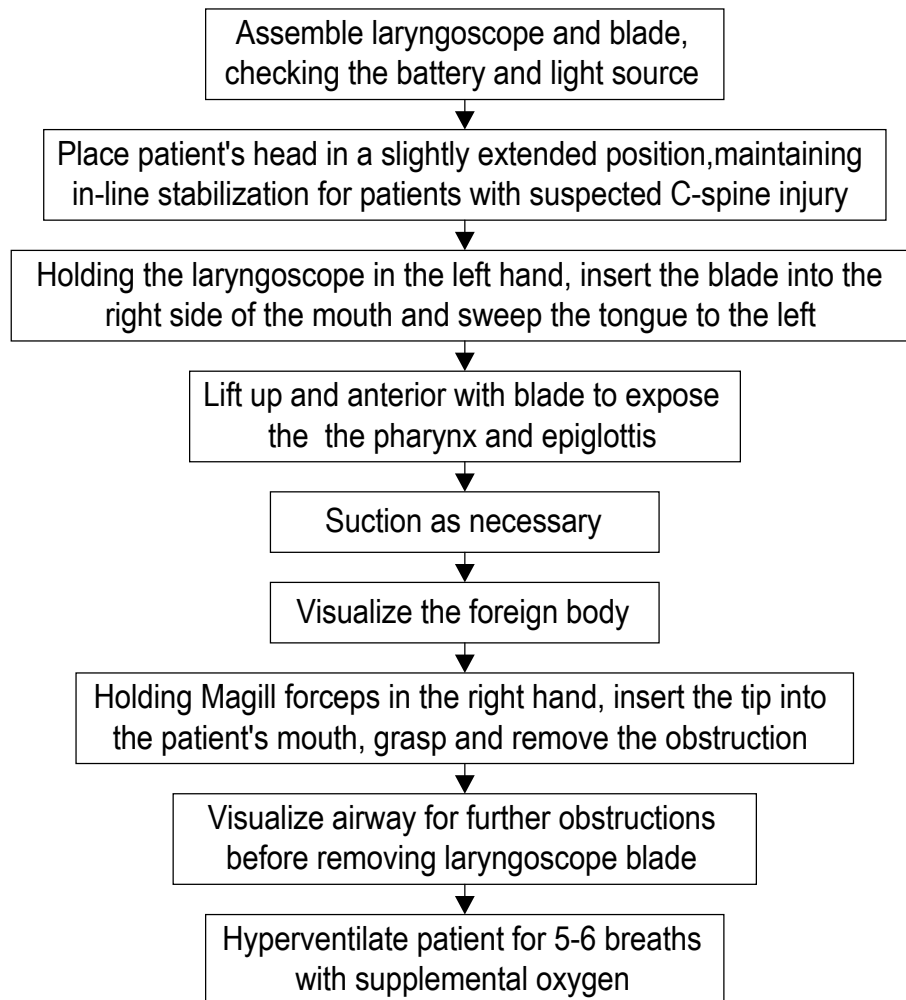 Assemble laryngoscope and blade,
checking the battery and light source
Place patient's head in a slightly extended position,maintaining
in-line stabilization for patients with suspected C-spine injury
Holding the laryngoscope in the left hand, insert the blade into the
right side of the mouth and sweep the tongue to the left
Lift up and anterior with blade to expose
the the pharynx and epiglottis
Suction as necessary
Visualize the foreign body
Holding Magill forceps in the right hand, insert the tip into
the patient's mouth, grasp and remove the obstruction
Visualize airway for further obstructions
before removing laryngoscope blade
Hyperventilate patient for 5-6 breaths
with supplemental oxygen